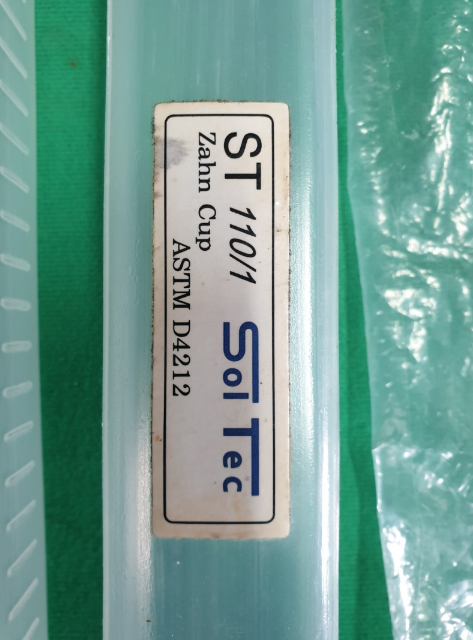 ST 110/1 Sol Tec
Zahn Cup
ASTM D4212